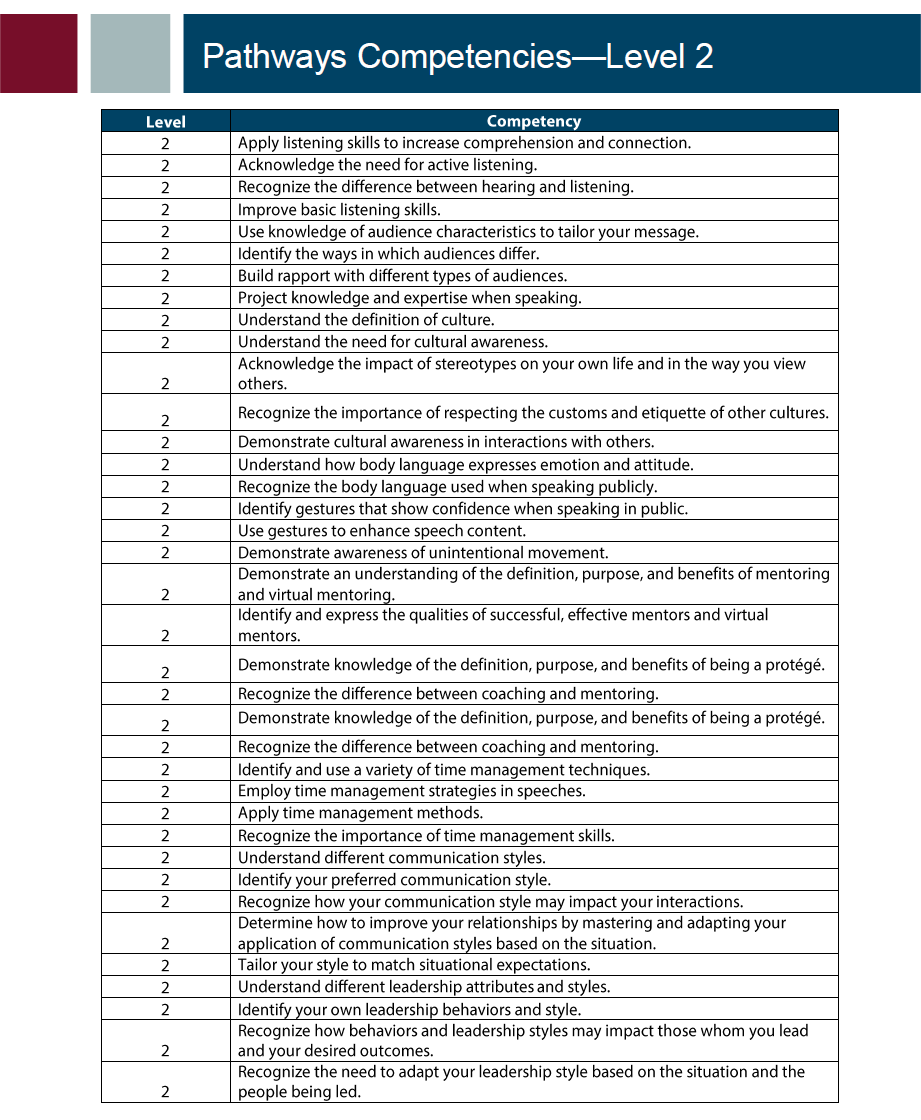 Pathways Competencies—Level 2
Level Competency
2 Apply listening skills to increase comprehension and connection.
2 Acknowledge the need for active listening.
2 Recognize the difference between hearing and listening.
2 Improve basic listening skills.
2 Use knowledge of audience characteristics to tailor your message.
2 Identify the ways in which audiences differ.
2 Build rapport with different types of audiences.
2 Project knowledge and expertise when speaking.
2 Understand the definition of culture.
2 Understand the need for cultural awareness.
Acknowledge the impact of stereotypes on your own life and in the way you view
2 others.
2 Recognize the importance of respecting the customs and etiquette of other cultures.
2 Demonstrate cultural awareness in interactions with others.
2 Understand how body language expresses emotion and attitude.
2 Recognize the body language used when speaking publicly.
2 Identify gestures that show confidence when speaking in public.
2 Use gestures to enhance speech content.
2 Demonstrate awareness of unintentional movement.
Demonstrate an understanding of the definition, purpose, and benefits of mentoring
2 and virtual mentoring.
Identify and express the qualities of successful, effective mentors and virtual
2 mentors.
2 Demonstrate knowledge of the definition, purpose, and benefits of being a protégé.
2 Recognize the difference between coaching and mentoring.
2 Demonstrate knowledge of the definition, purpose, and benefits of being a protégé.
2 Recognize the difference between coaching and mentoring.
2 Identify and use a variety of time management techniques.
2 Employ time management strategies in speeches.
2 Apply time management methods.
2 Recognize the importance of time management skills.
2 Understand different communication styles.
2 Identify your preferred communication style.
2 Recognize how your communication style may impact your interactions.
Determine how to improve your relationships by mastering and adapting your
2 application of communication styles based on the situation.
2 Tailor your style to match situational expectations.
2 Understand different leadership attributes and styles.
2 Identify your own leadership behaviors and style.
Recognize how behaviors and leadership styles may impact those whom you lead
2 and your desired outcomes.
Recognize the need to adapt your leadership style based on the situation and the
2 people being led.